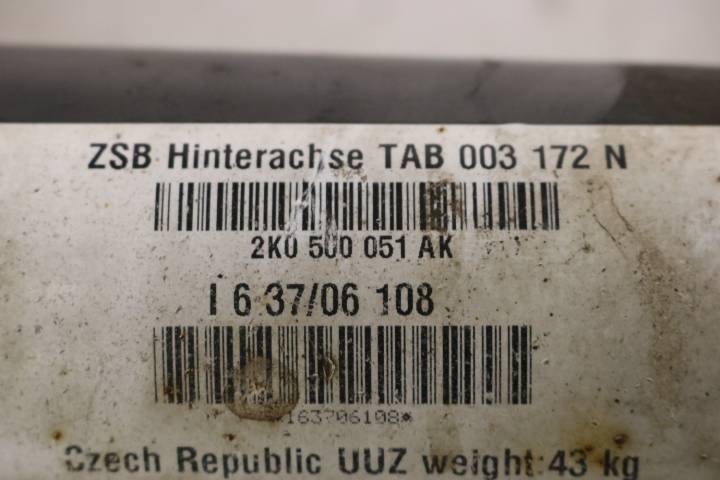 ZSB Hinterachse TAB 003 172 N
2K0 500 051 AK
I 6 37/06 108
*163706108*
Czech Republic UUZ weight:43 kg